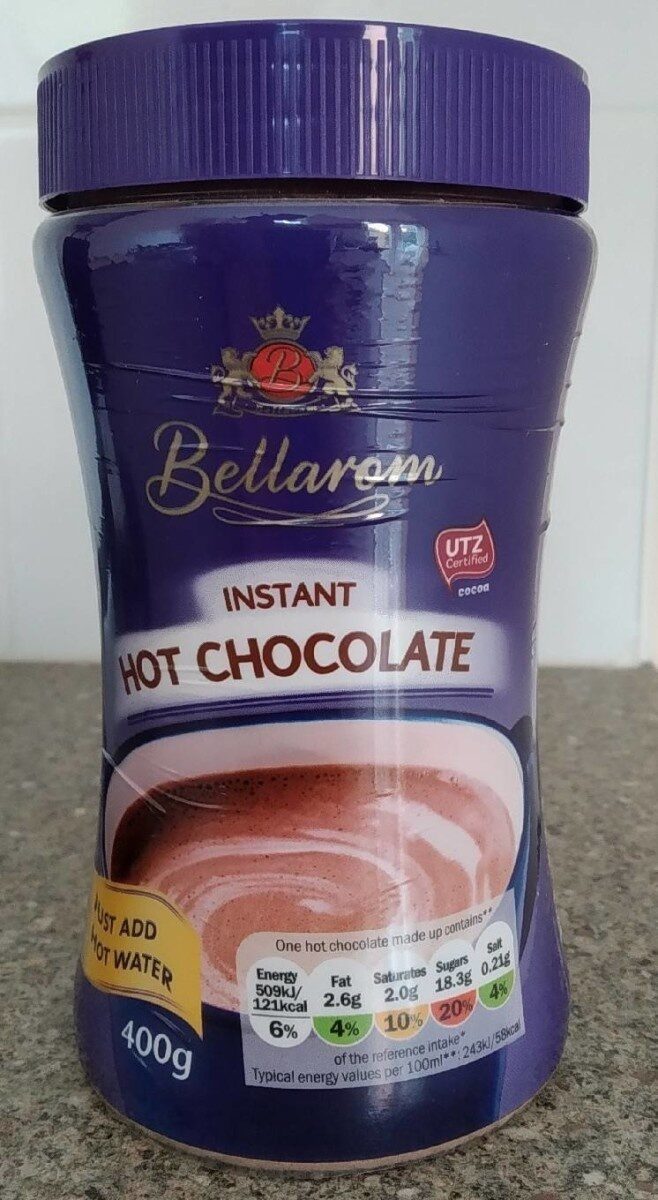 B
Bellarom
UTZ
Certified
cocoa
INSTANT
HOT CHOCOLATE
JUST ADD
HOT WATER
400g
One hot chocolate made up contains**
Energy
509kJ/
121kcal
6%
Fat
2.6g
4%
Saturates
2.0g
10%
Sugars
18.3g
20%
Salt
0.21g
4%
of the reference intake*
Typical energy values per 100ml**: 243kJ/58kcal